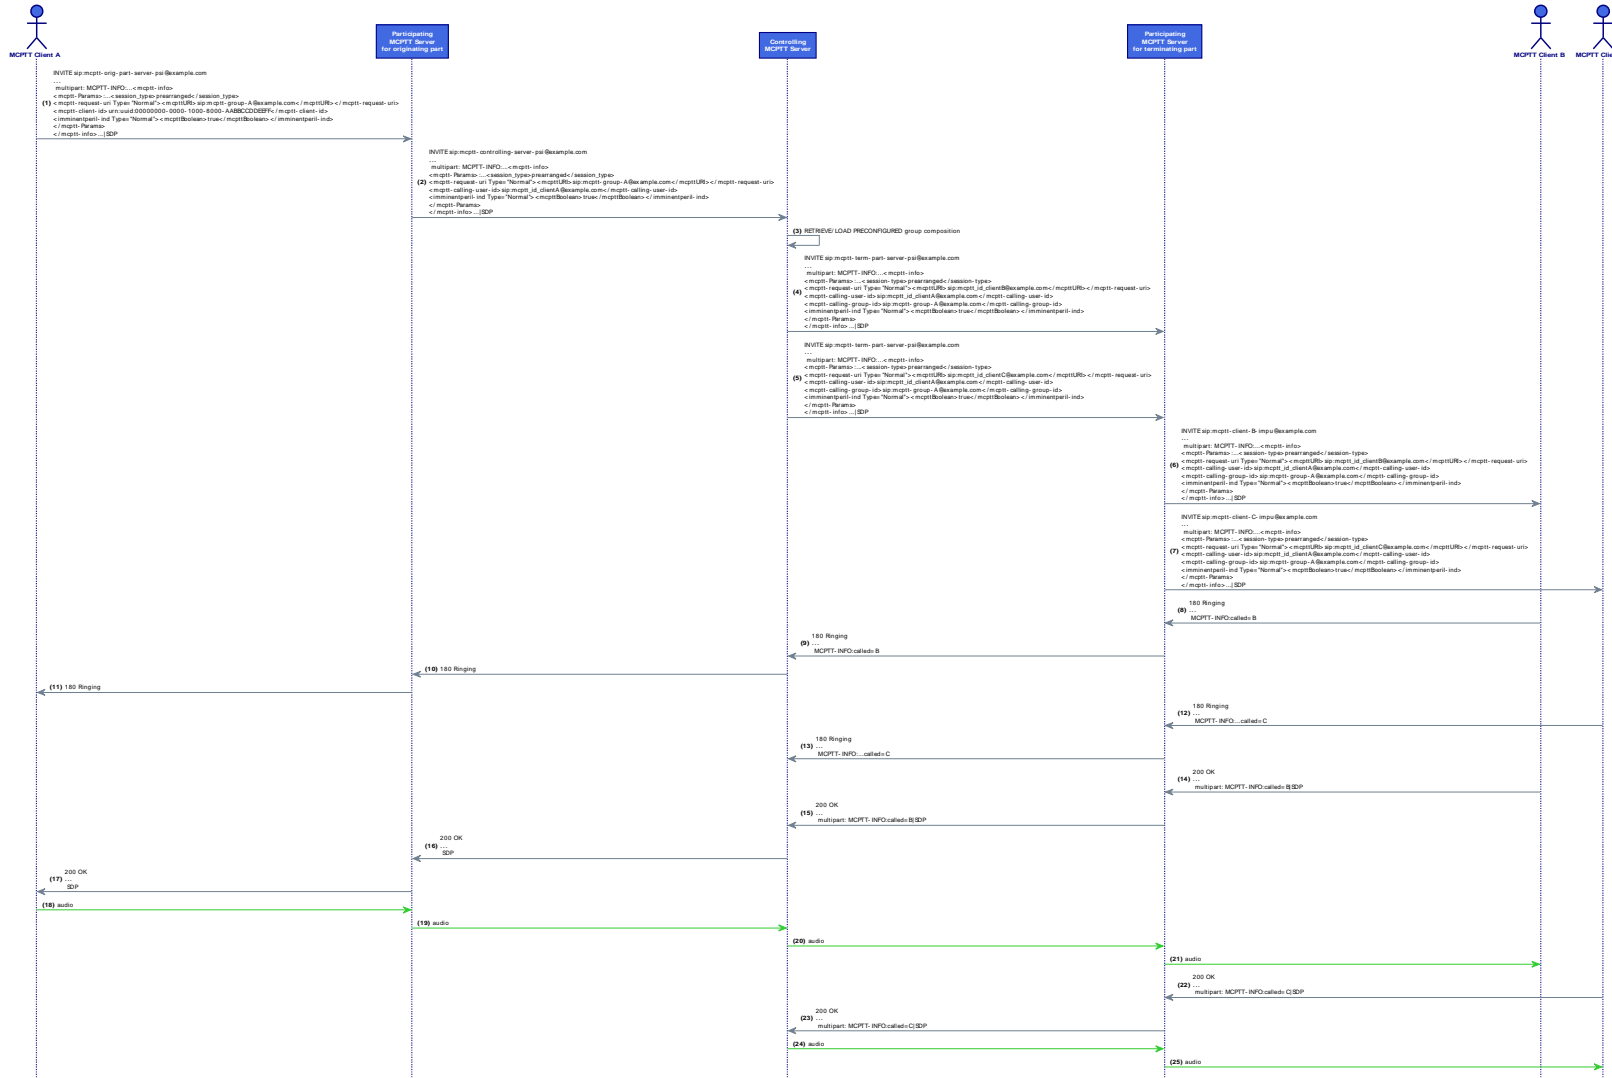 MCPTT Client A
Participating
MCPTT Server
for originating part
Controlling
MCPTT Server
Participating
MCPTT Server
for terminating part
MCPTT Client B
MCPTT Clie
INVITE sip:mcptt-orig-part-server-psi@example.com
...
multipart: MCPTT-INFO:...<mcptt-info>
<mcptt-Params>:...<session_type>prearranged</session_type>
(1) <mcptt-request-uri Type="Normal"><mcpttURI>sip:mcptt-group-A@example.com</mcpttURI></mcptt-request-uri>
<mcptt-client-id>urn:uuid:00000000-0000-1000-8000-AABBCCDDEEFF</mcptt-client-id>
<imminentperil-ind Type="Normal"><mcpttBoolean>true</mcpttBoolean></imminentperil-ind>
</mcptt-Params>
</mcptt-info>...|SDP
INVITE sip:mcptt-controlling-server-psi@example.com
...
multipart: MCPTT-INFO:...<mcptt-info>
<mcptt-Params>:...<session_type>prearranged</session_type>
(2) <mcptt-request-uri Type="Normal"><mcpttURI>sip:mcptt-group-A@example.com</mcpttURI></mcptt-request-uri>
<mcptt-calling-user-id>sip:mcptt_id_clientA@example.com</mcptt-calling-user-id>
<imminentperil-ind Type="Normal"><mcpttBoolean>true</mcpttBoolean></imminentperil-ind>
</mcptt-Params>
</mcptt-info>...|SDP
(3) RETRIEVE/LOAD PRECONFIGURED group composition
INVITE sip:mcptt-term-part-server-psi@example.com
...
multipart: MCPTT-INFO:...<mcptt-info>
<mcptt-Params>:...<session-type>prearranged</session-type>
(4) <mcptt-request-uri Type="Normal"><mcpttURI>sip:mcptt_id_clientB@example.com</mcpttURI></mcptt-request-uri>
<mcptt-calling-user-id>sip:mcptt_id_clientA@example.com</mcptt-calling-user-id>
<mcptt-calling-group-id>sip:mcptt-group-A@example.com</mcptt-calling-group-id>
<imminentperil-ind Type="Normal"><mcpttBoolean>true</mcpttBoolean></imminentperil-ind>
</mcptt-Params>
</mcptt-info>...|SDP
INVITE sip:mcptt-term-part-server-psi@example.com
...
multipart: MCPTT-INFO:...<mcptt-info>
<mcptt-Params>:...<session-type>prearranged</session-type>
(5) <mcptt-request-uri Type="Normal"><mcpttURI>sip:mcptt_id_clientC@example.com</mcpttURI></mcptt-request-uri>
<mcptt-calling-user-id>sip:mcptt_id_clientA@example.com</mcptt-calling-user-id>
<mcptt-calling-group-id>sip:mcptt-group-A@example.com</mcptt-calling-group-id>
<imminentperil-ind Type="Normal"><mcpttBoolean>true</mcpttBoolean></imminentperil-ind>
</mcptt-Params>
</mcptt-info>...|SDP
INVITE sip:mcptt-client-B-impu@example.com
...
multipart: MCPTT-INFO:...<mcptt-info>
<mcptt-Params>:...<session-type>prearranged</session-type>
(6) <mcptt-request-uri Type="Normal"><mcpttURI>sip:mcptt_id_clientB@example.com</mcpttURI></mcptt-request-uri>
<mcptt-calling-user-id>sip:mcptt_id_clientA@example.com</mcptt-calling-user-id>
<mcptt-calling-group-id>sip:mcptt-group-A@example.com</mcptt-calling-group-id>
<imminentperil-ind Type="Normal"><mcpttBoolean>true</mcpttBoolean></imminentperil-ind>
</mcptt-Params>
</mcptt-info>...|SDP
INVITE sip:mcptt-client-C-impu@example.com
...
multipart: MCPTT-INFO:...<mcptt-info>
<mcptt-Params>:...<session-type>prearranged</session-type>
(7) <mcptt-request-uri Type="Normal"><mcpttURI>sip:mcptt_id_clientC@example.com</mcpttURI></mcptt-request-uri>
<mcptt-calling-user-id>sip:mcptt_id_clientA@example.com</mcptt-calling-user-id>
<mcptt-calling-group-id>sip:mcptt-group-A@example.com</mcptt-calling-group-id>
<imminentperil-ind Type="Normal"><mcpttBoolean>true</mcpttBoolean></imminentperil-ind>
</mcptt-Params>
</mcptt-info>...|SDP
180 Ringing
(8) ...
MCPTT-INFO:called=B
180 Ringing
(9) ...
MCPTT-INFO:called=B
(10) 180 Ringing
(11) 180 Ringing
180 Ringing
(12) ...
MCPTT-INFO:...called=C
180 Ringing
(13) ...
MCPTT-INFO:...called=C
200 OK
(14) ...
multipart: MCPTT-INFO:called=B|SDP
200 OK
(15) ...
multipart: MCPTT-INFO:called=B|SDP
200 OK
(16) ...
SDP
200 OK
(17) ...
SDP
(18) audio
(19) audio
(20) audio
(21) audio
200 OK
(22) ...
multipart: MCPTT-INFO:called=C|SDP
200 OK
(23) ...
multipart: MCPTT-INFO:called=C|SDP
(24) audio
(25) audio